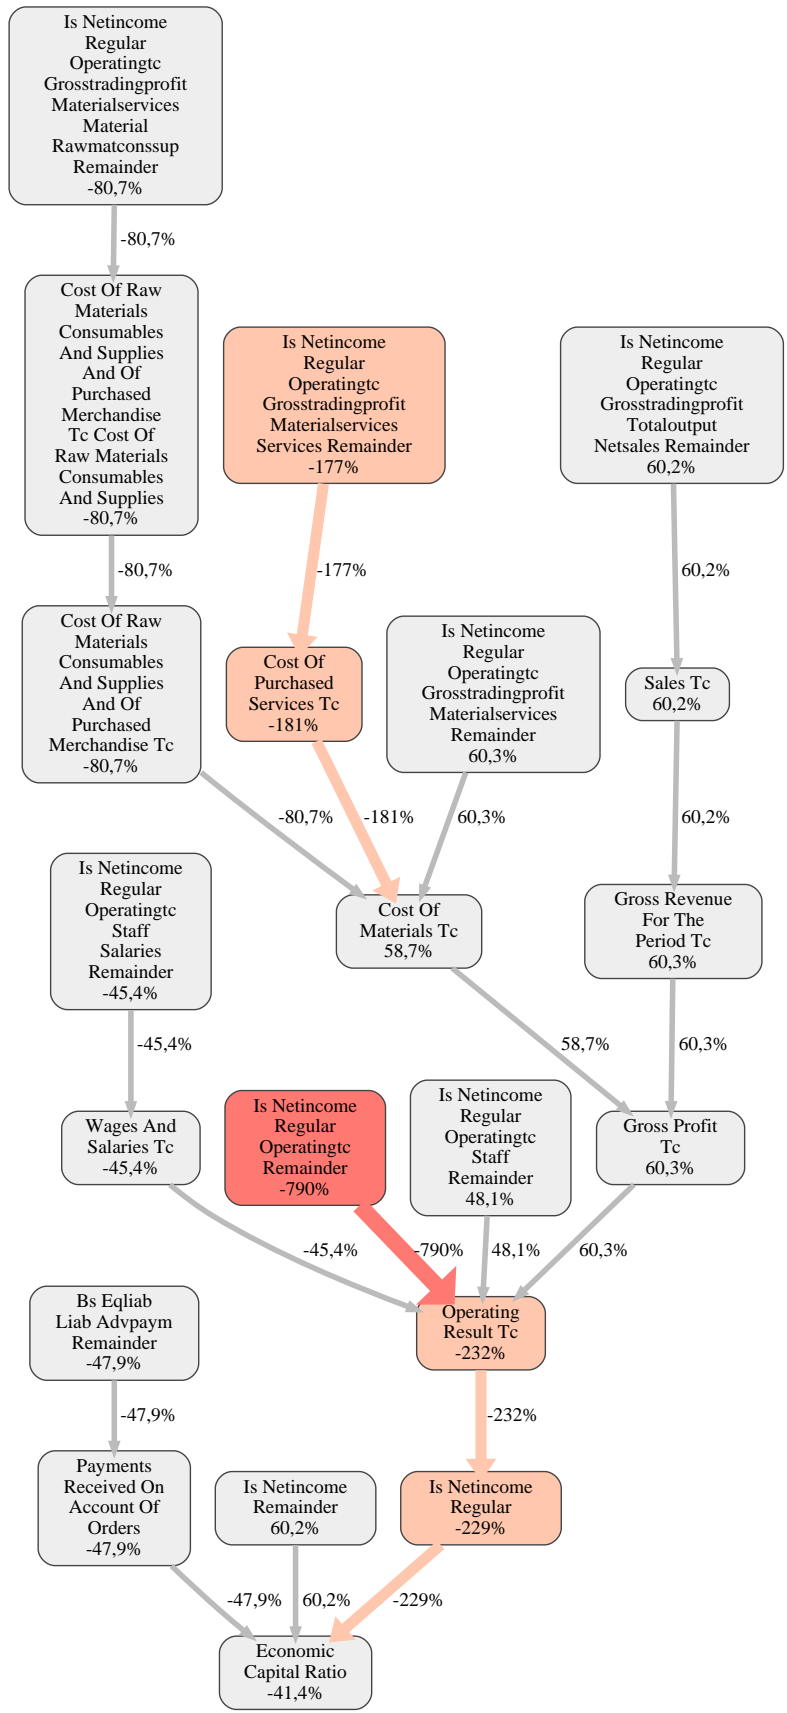 Is Netincome
Regular
Operatingtc
Grosstradingprofit
Materialservices
Material
Rawmatconssup
Remainder
-80,7%
-80,7%
Cost Of Raw
Materials
Consumables
And Supplies
And Of
Purchased
Merchandise
Tc Cost Of
Raw Materials
Consumables
And Supplies
-80,7%
Is Netincome
Regular
Operatingtc
Grosstradingprofit
Materialservices
Services Remainder
-177%
Is Netincome
Regular
Operatingtc
Grosstradingprofit
Totaloutput
Netsales Remainder
60,2%
-80,7%
-177%
60,2%
Cost Of Raw
Materials
Consumables
And Supplies
And Of
Purchased
Merchandise Tc
-80,7%
Cost Of
Purchased
Services Tc
-181%
Is Netincome
Regular
Operatingtc
Grosstradingprofit
Materialservices
Remainder
60,3%
Sales Tc
60,2%
-80,7%
-181%
60,3%
60,2%
Is Netincome
Regular
Operatingtc
Staff
Salaries
Remainder
-45,4%
Cost Of
Materials Tc
58,7%
Gross Revenue
For The
Period Tc
60,3%
-45,4%
58,7%
60,3%
Wages And
Salaries Tc
-45,4%
Is Netincome
Regular
Operatingtc
Remainder
-790%
Is Netincome
Regular
Operatingtc
Staff
Remainder
48,1%
Gross Profit
Tc
60,3%
-45,4%
-790%
48,1%
60,3%
Bs Eqliab
Liab Advpaym
Remainder
-47,9%
Operating
Result Tc
-232%
-47,9%
-232%
Payments
Received On
Account Of
Orders
-47,9%
Is Netincome
Remainder
60,2%
Is Netincome
Regular
-229%
-47,9%
60,2%
-229%
Economic
Capital Ratio
-41,4%